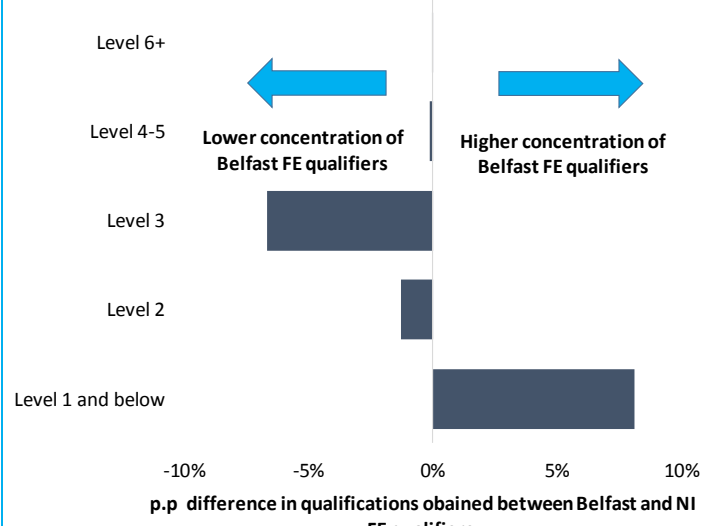 Level 6+
Level 4-5
Lower concentration of
Belfast FE qualifiers
Higher concentration of
Belfast FE qualifiers
Level 3
Level 2
Level 1 and below
-10% -5% 0% 5% 10%
p.p difference in qualifications obained between Belfast and NI
FE qualifiers